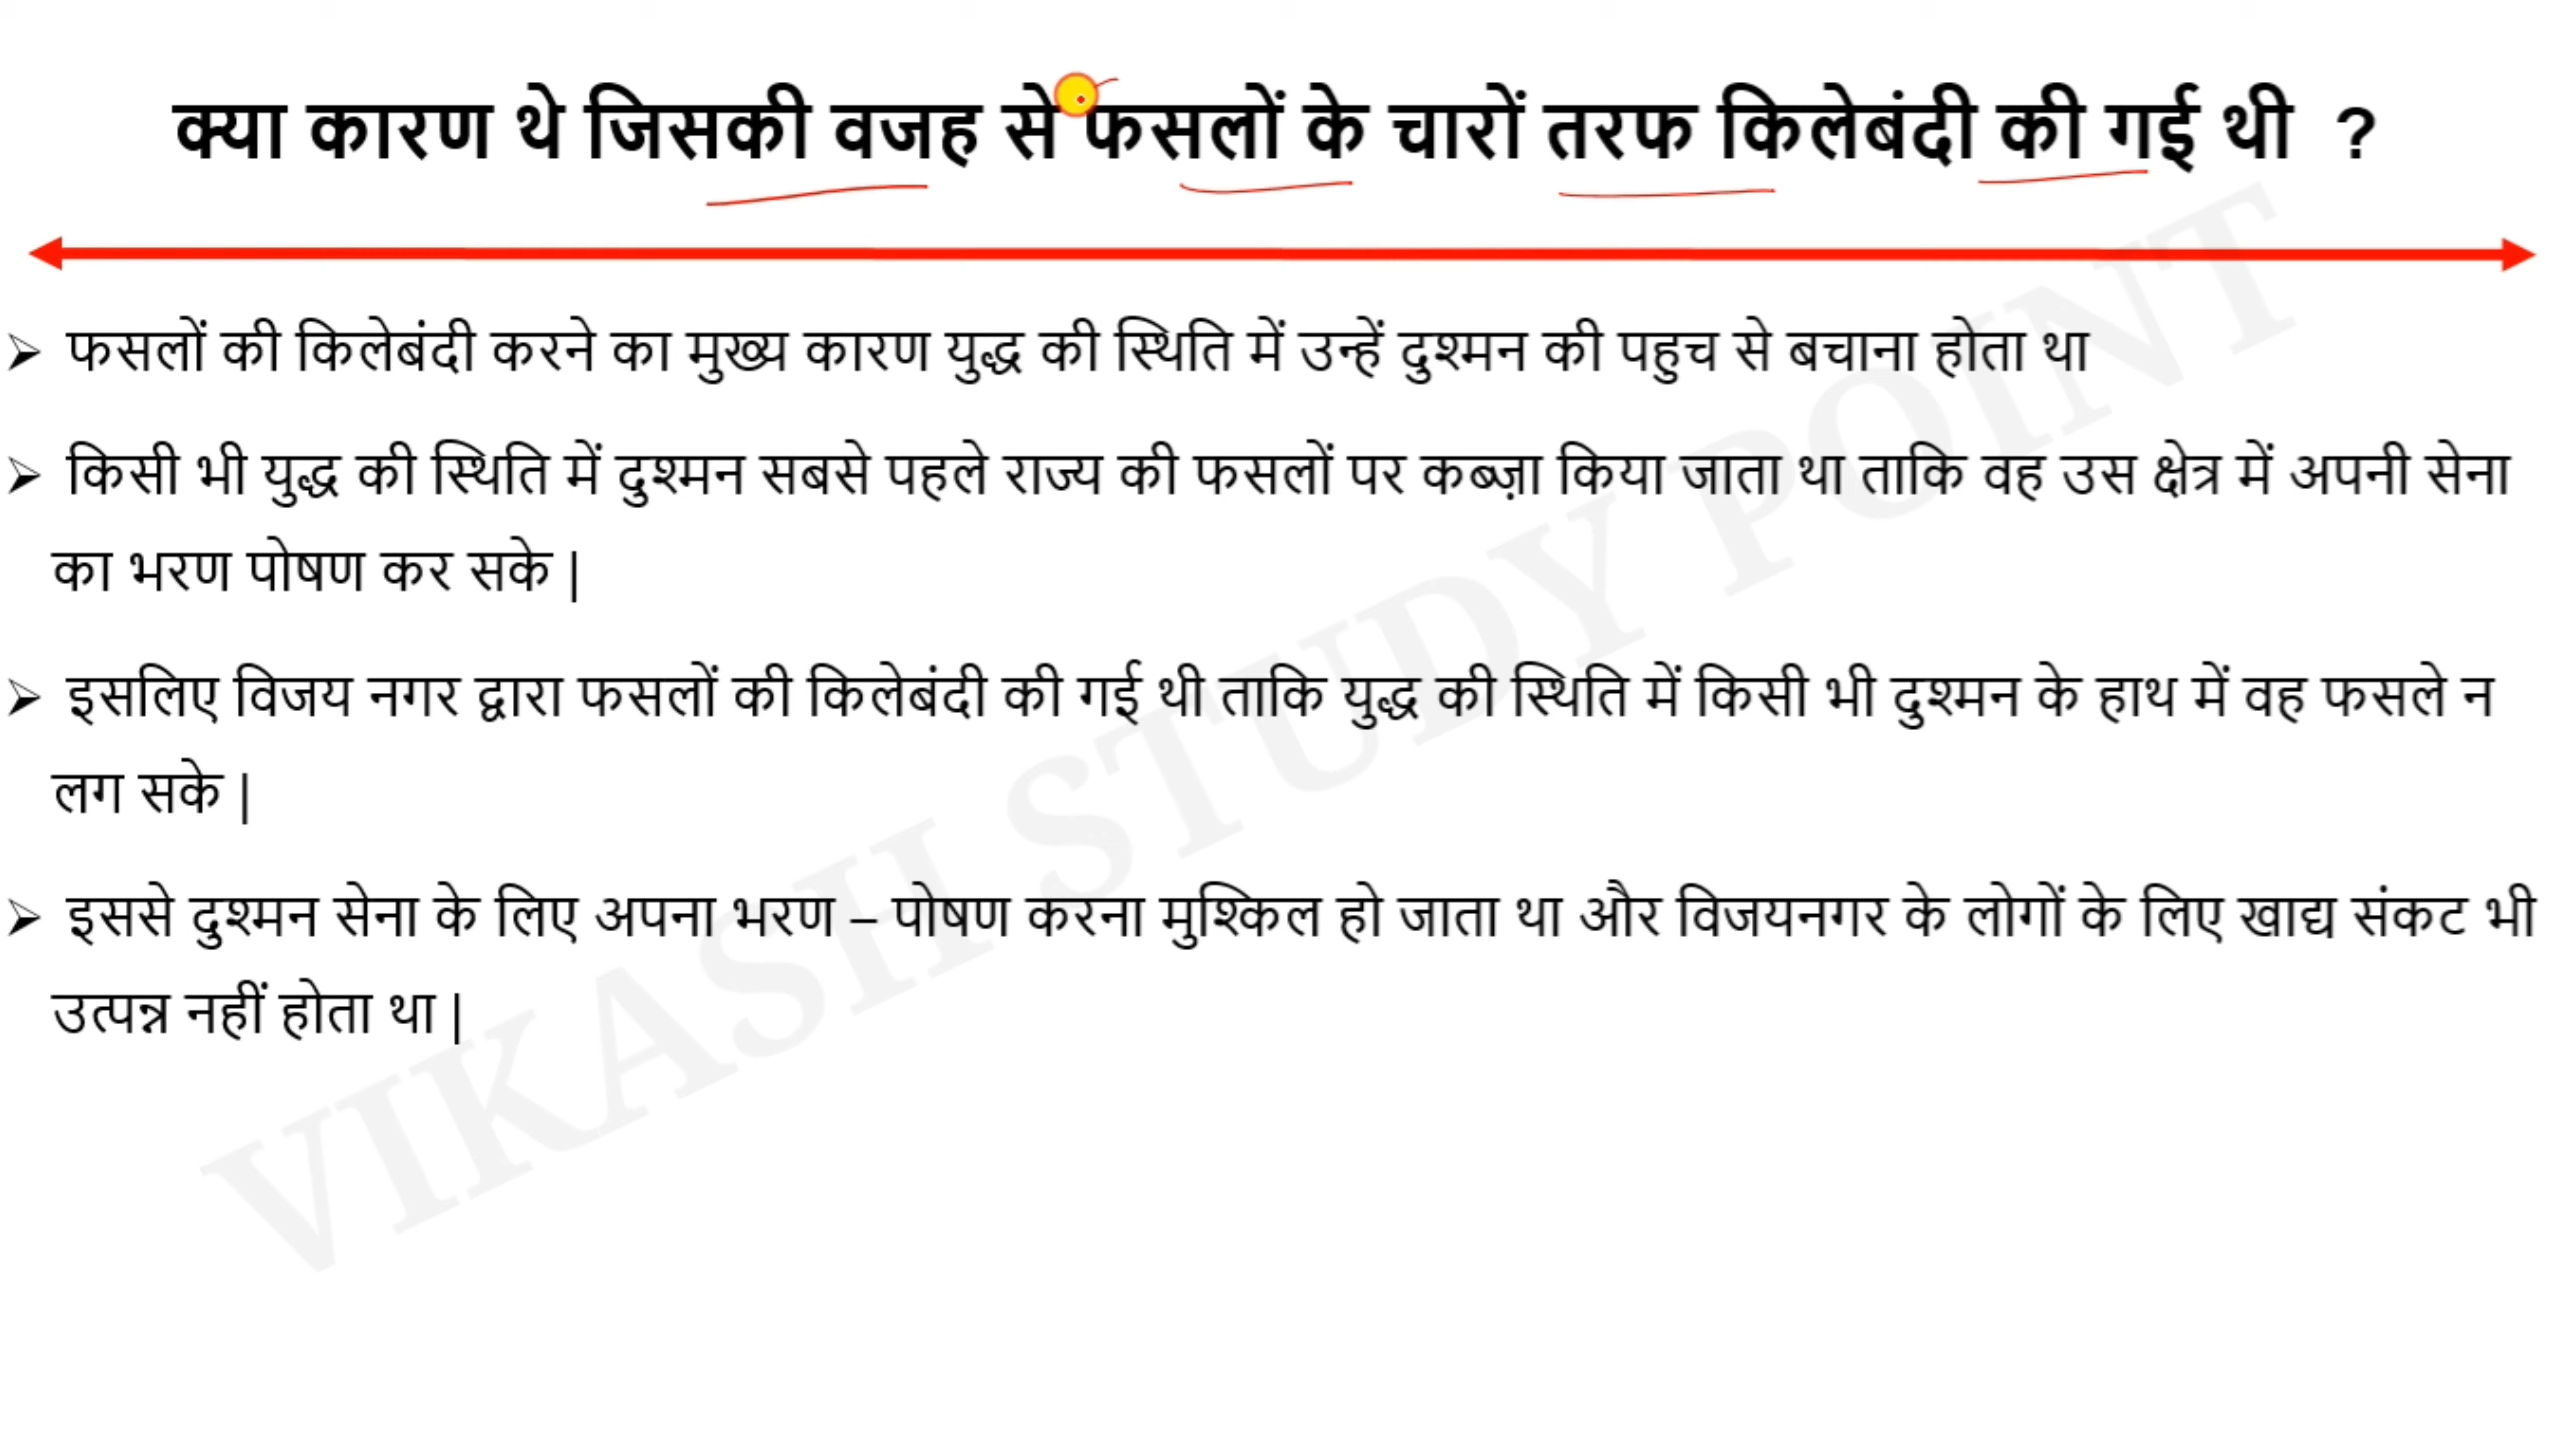 क्या कारण थे जिसकी वजह से फसलों के चारों तरफ किलेबंदी की गई थी ?
➢ फसलों की किलेबंदी करने का मुख्य कारण युद्ध की स्थिति में उन्हें दुश्मन की पहुच से बचाना होता था
➢ किसी भी युद्ध की स्थिति में दुश्मन सबसे पहले राज्य की फसलों पर कब्ज़ा किया जाता था ताकि वह उस क्षेत्र में अपनी सेना
का भरण पोषण कर सके |
➢ इसलिए विजय नगर द्वारा फसलों की किलेबंदी की गई थी ताकि युद्ध की स्थिति में किसी भी दुश्मन के हाथ में वह फसले न
लग सके |
➢ इससे दुश्मन सेना के लिए अपना भरण – पोषण करना मुश्किल हो जाता था और विजयनगर के लोगों के लिए खाद्य संकट भी
उत्पन्न नहीं होता था |
VIKASH STUDY POINT